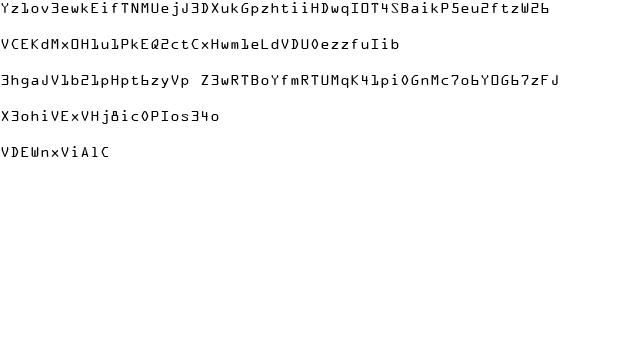 Yz1ov3ewkEifTNMUejJ3DXukGpzhtiiHDwqIOT4SBaikP5eu2ftzW26
VCEKdMxOH1u1PkEQ2ctCxHwm1eLdVDU0ezzfuIib
3hgaJV1b21pHpt6zyVp Z3wRTBoYfmRTUMqK41pi0GnMc7o6YOG67zFJ
X3ohiVExVHj8ic0PIos34o
VDEWnxViA1C